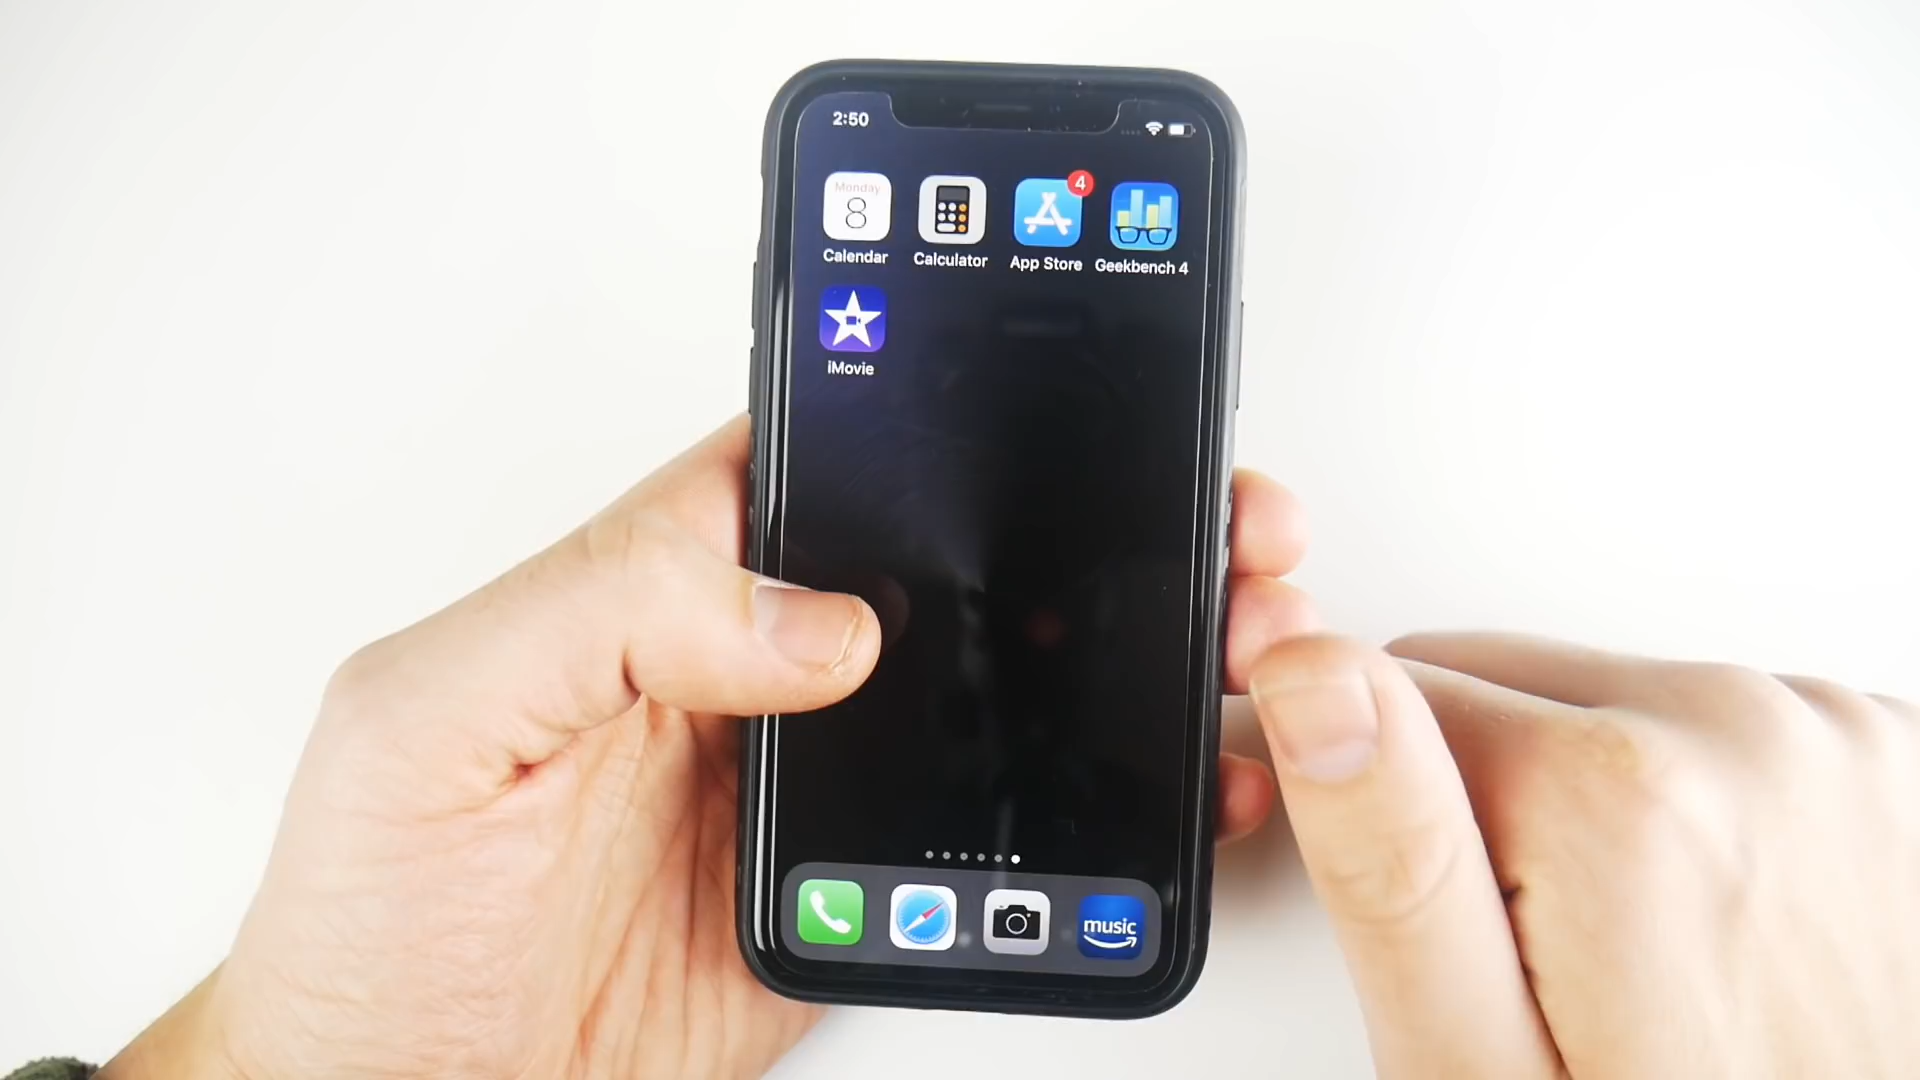 2:50
Monday
8
Calendar
Calculator
4
App Store
Geekbench 4
iMovie
music